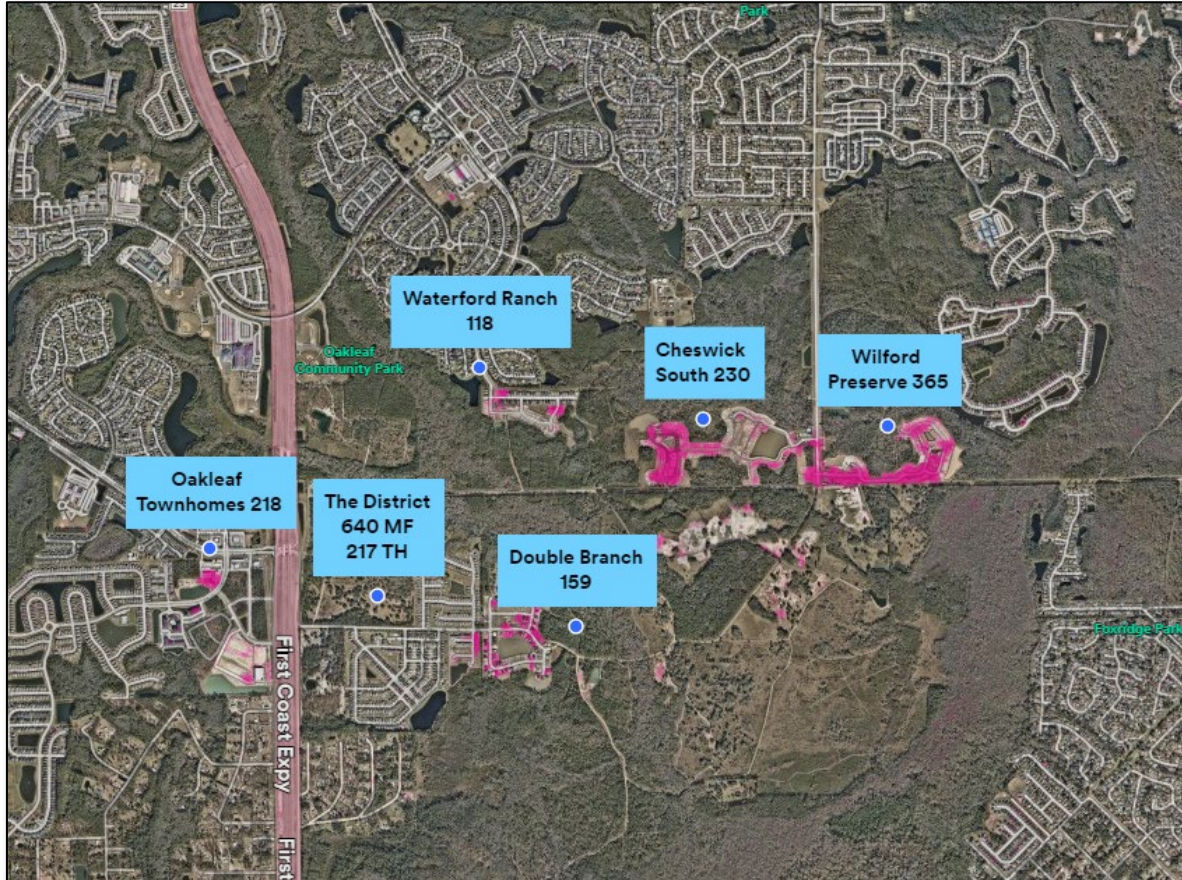 23
Park
Waterford Ranch
118
Cheswick
South 230
Wilford
Preserve 365
Oakleaf
Community Park
Oakleaf
Townhomes 218
The District
640 MF
217 TH
Double Branch
159
Foxridge Park
First Coast Expy
First